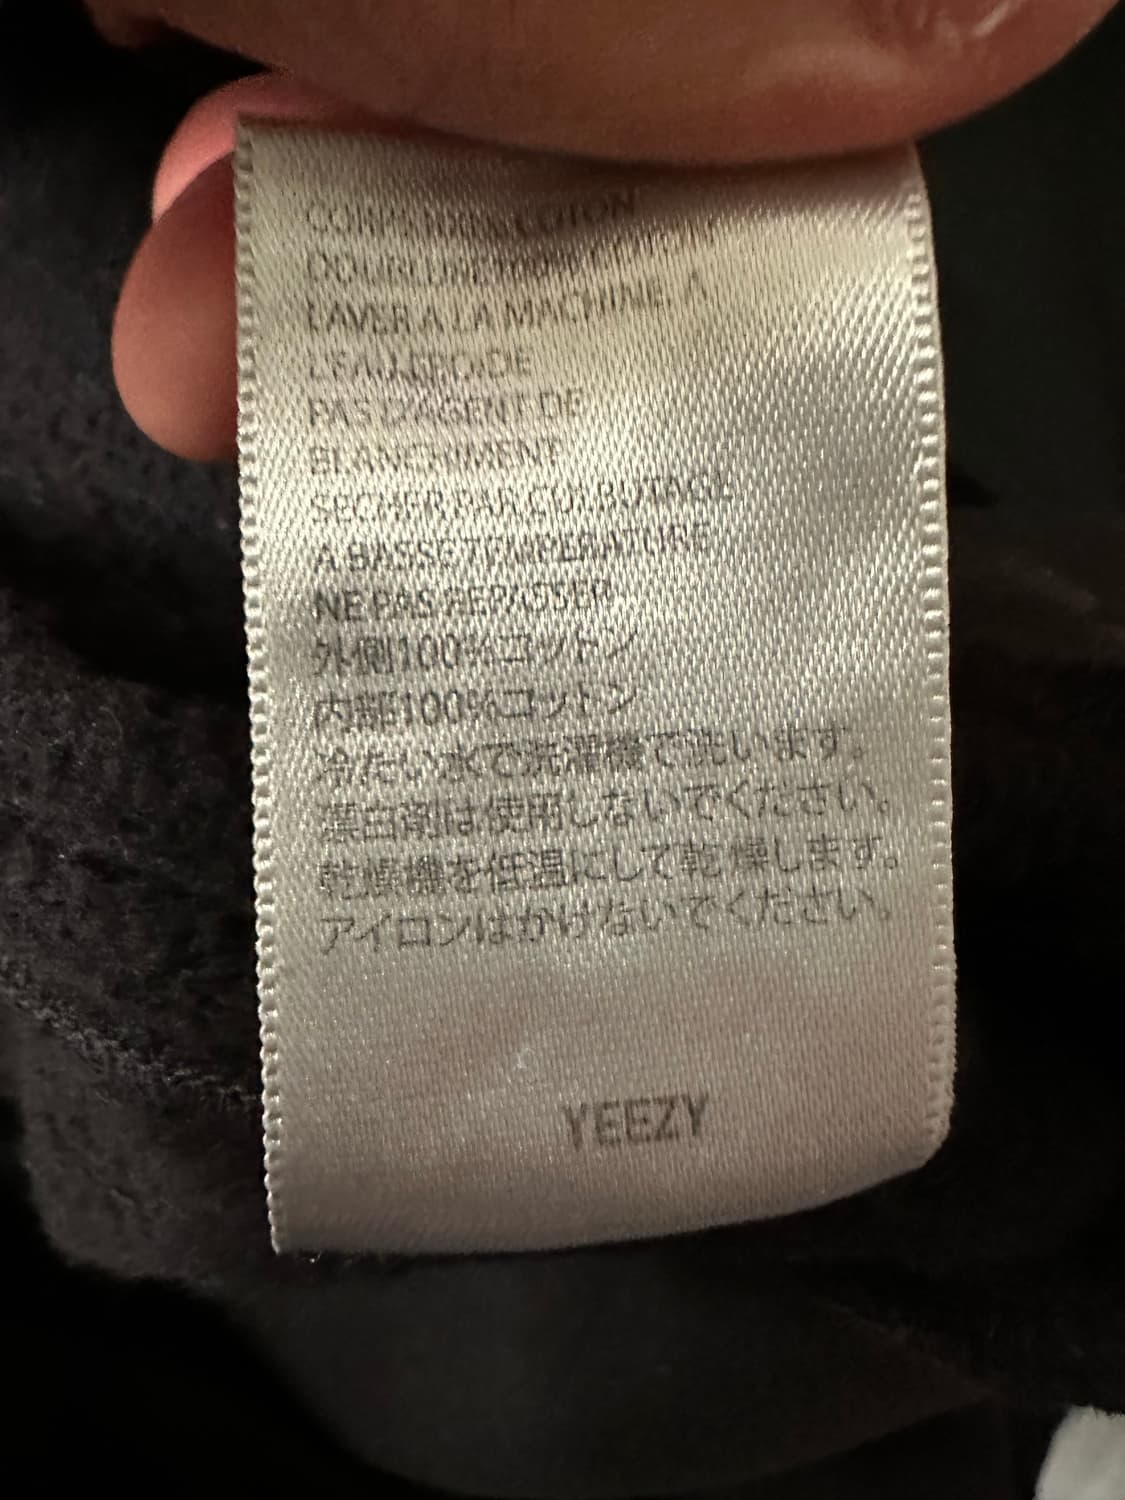 COTON
DOUBLURE
LAVER A LA MACHINE, A
L'EAU FROIDE
PAS D'AGENT DE
BLANCHIMENT
SECHER PAR CULBUTAGE
A BASSE TEMPERATURE
NE PAS REPASSER
外側100%コットン
内部100%コットン
冷たい水で洗濯機で洗います。
漂白剤は使用しないでください。
乾燥機を低温にして乾燥します。
アイロンはかけないでください。
YEEZY